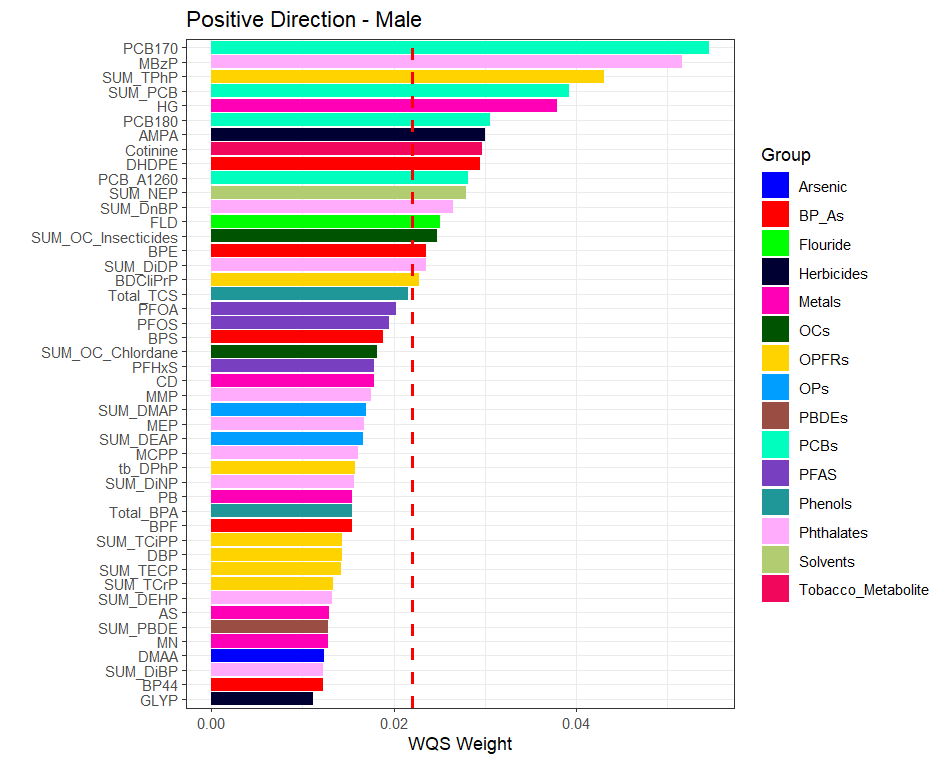 Positive Direction - Male
PCB170
MBzP
SUM_TPhP
SUM_PCB
HG
PCB180
AMPA
Cotinine
DHDPE
PCB_A1260
SUM_NEP
SUM_DnBP
FLD
SUM_OC_Insecticides
BPE
SUM_DiDP
BDCliPrP
Total_TCS
PFOA
PFOS
BPS
SUM_OC_Chlordane
PFHxS
CD
MMP
SUM_DMAP
MEP
SUM_DEAP
MCPP
tb_DPhP
SUM_DiNP
PB
Total_BPA
BPF
SUM_TCiPP
DBP
SUM_TECP
SUM_TCrP
SUM_DEHP
AS
SUM_PBDE
MN
DMAA
SUM_DiBP
BP44
GLYP
0.00 0.02 0.04
WQS Weight
Group
Arsenic
BP_As
Flouride
Herbicides
Metals
OCs
OPFRs
OPs
PBDEs
PCBs
PFAS
Phenols
Phthalates
Solvents
Tobacco_Metabolite